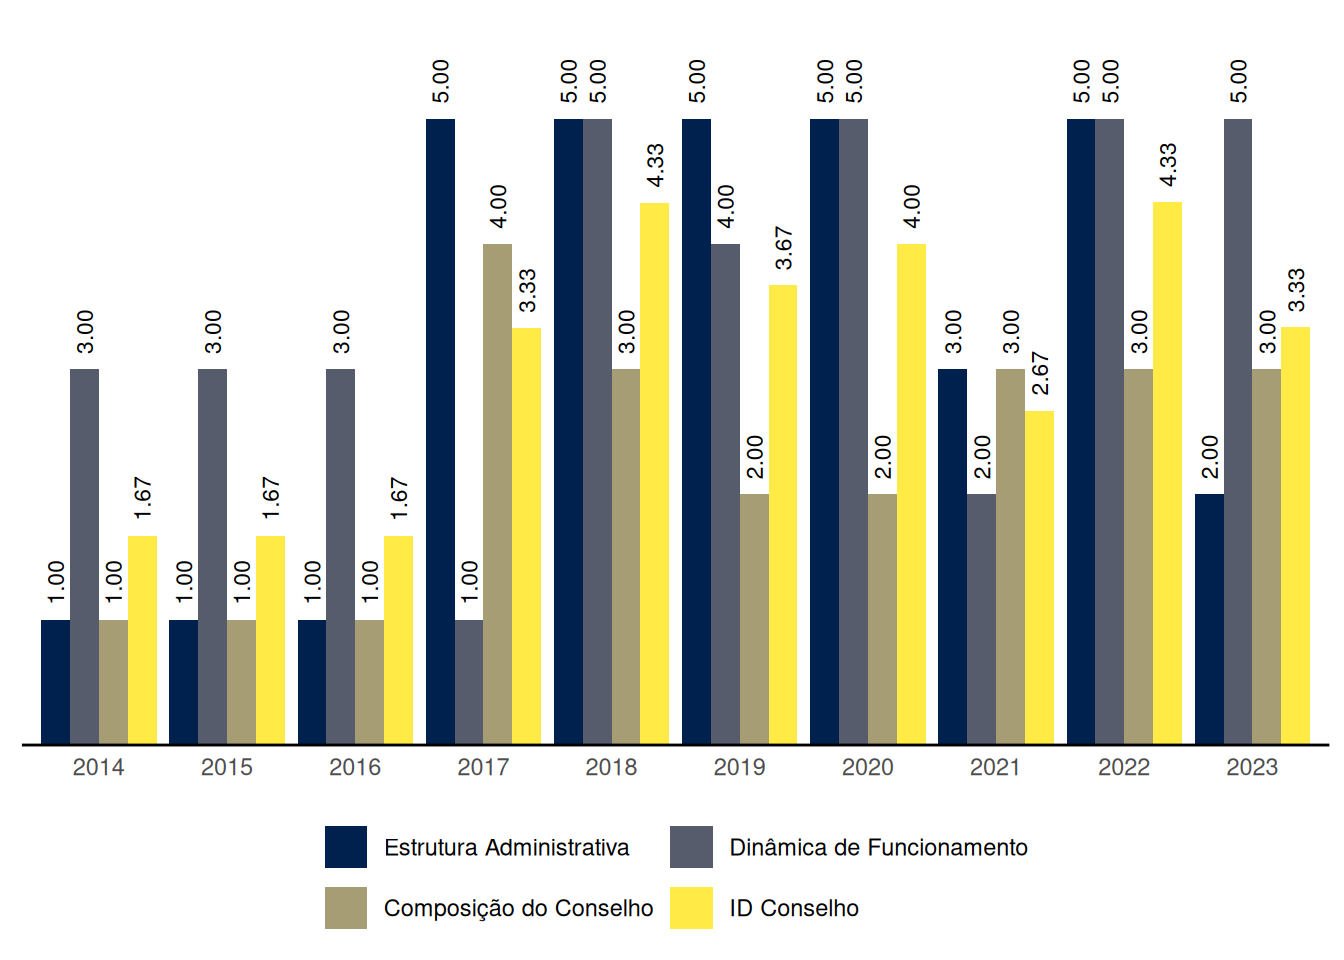 5.00 5.00 5.00 5.00 5.00 5.00 5.00 5.00 5.00
4.33 4.33
4.00 4.00 4.00
3.67
3.33 3.33
3.00 3.00 3.00 3.00 3.00 3.00 3.00 3.00
2.67
2.00 2.00 2.00 2.00
1.67 1.67 1.67
1.00 1.00 1.00 1.00 1.00 1.00 1.00
2014 2015 2016 2017 2018 2019 2020 2021 2022 2023
Estrutura Administrativa Dinâmica de Funcionamento
Composição do Conselho ID Conselho